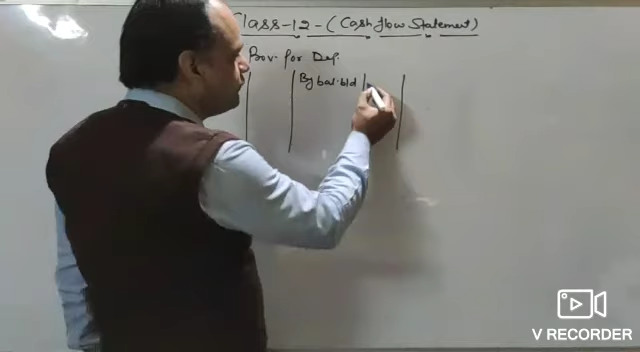 Class-12-(Cash flow Statement)
Prov. for Dep.
By bal. b/d
V RECORDER